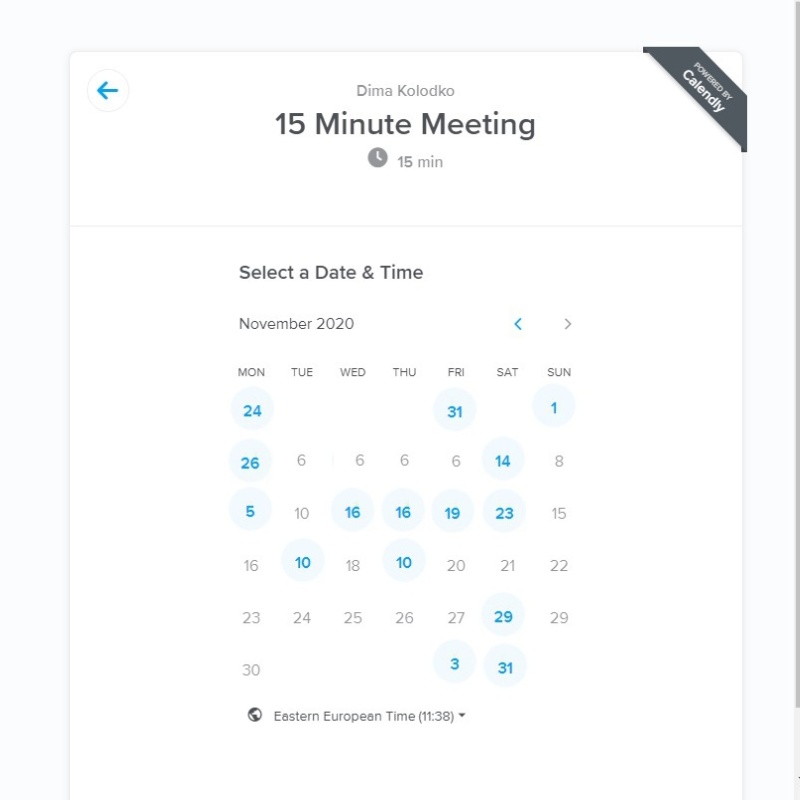 POWERED BY
Calendly
Dima Kolodko
15 Minute Meeting
15 min
Select a Date & Time
November 2020
MON TUE WED THU FRI SAT SUN
24 31 1
26 6 6 6 6 14 8
5 10 16 16 19 23 15
16 10 18 10 20 21 22
23 24 25 26 27 29 29
30 3 31
Eastern European Time (11:38)